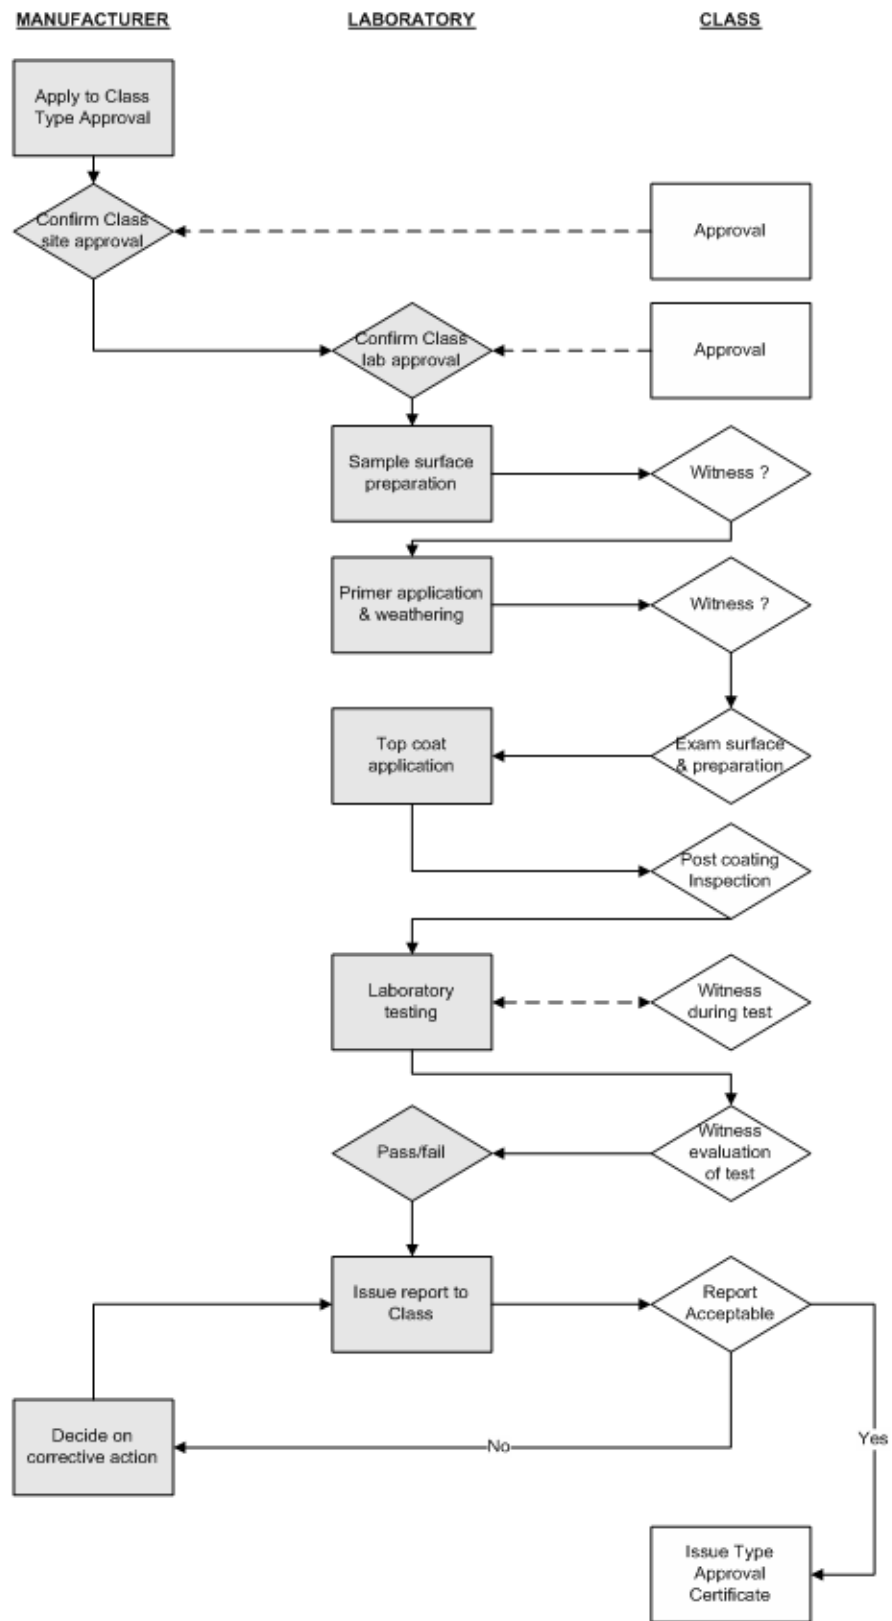 MANUFACTURER
LABORATORY
CLASS
Apply to Class
Type Approval
Confirm Class
site approval
Approval
Confirm Class
lab approval
Approval
Sample surface
preparation
Witness ?
Primer application
& weathering
Witness ?
Top coat
application
Exam surface
& preparation
Post coating
Inspection
Laboratory
testing
Witness
during test
Pass/fail
Witness
evaluation
of test
Issue report to
Class
Report
Acceptable
Decide on
corrective action
No
Yes
Issue Type
Approval
Certificate